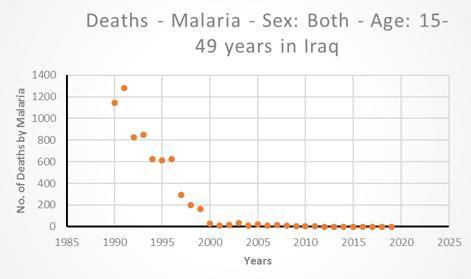 Deaths - Malaria - Sex: Both - Age: 15-
49 years in Iraq
No. of Deaths by Malaria
1400
1200
1000
800
600
400
200
0
1985 1990 1995 2000 2005 2010 2015 2020 2025
Years